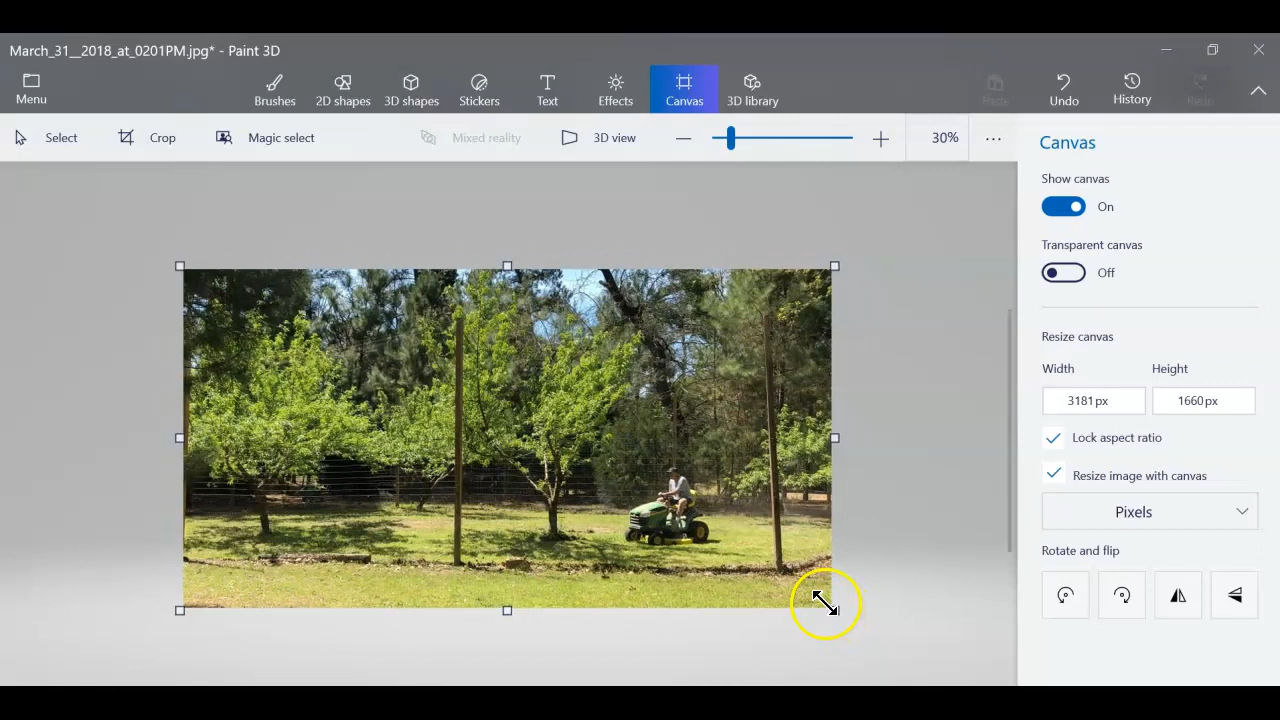 March_31__2018_at_0201PM.jpg* - Paint 3D
Menu
Brushes
2D shapes
3D shapes
Stickers
Text
Effects
Canvas
3D library
Paste
Undo
History
Redo
Select
Crop
Magic select
Mixed reality
3D view
30%
Canvas
Show canvas
On
Transparent canvas
Off
Resize canvas
Width Height
3181 px 1660 px
Lock aspect ratio
Resize image with canvas
Pixels
Rotate and flip